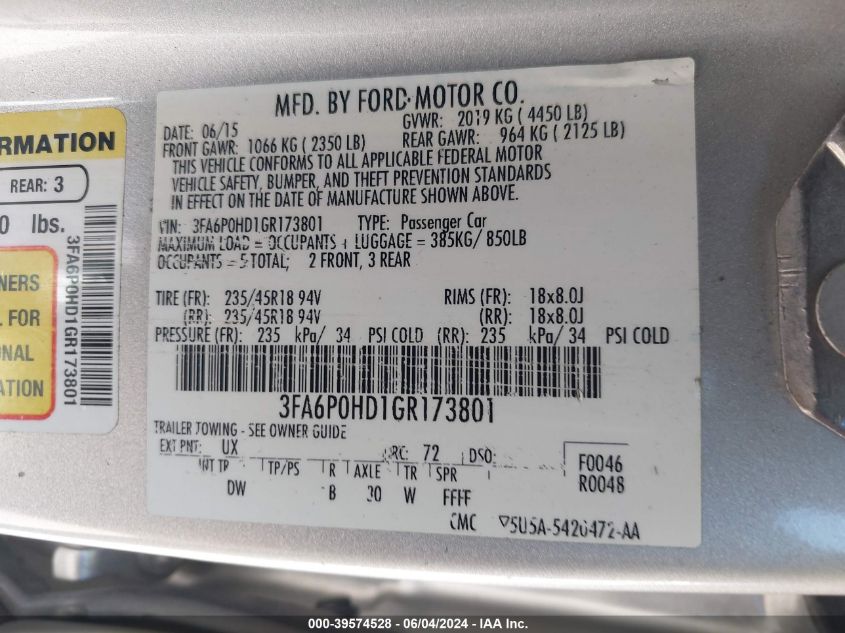 MFD. BY FORD MOTOR CO.
DATE: 06/15 GVWR: 2019 KG ( 4450 LB)
FRONT GAWR: 1066 KG ( 2350 LB) REAR GAWR: 964 KG ( 2125 LB)
THIS VEHICLE CONFORMS TO ALL APPLICABLE FEDERAL MOTOR
VEHICLE SAFETY, BUMPER, AND THEFT PREVENTION STANDARDS
IN EFFECT ON THE DATE OF MANUFACTURE SHOWN ABOVE.
VIN: 3FA6P0HD1GR173801 TYPE: Passenger Car
MAXIMUM LOAD = OCCUPANTS + LUGGAGE = 385KG/ 850LB
OCCUPANTS = 5 TOTAL; 2 FRONT, 3 REAR
TIRE (FR): 235/45R18 94V RIMS (FR): 18x8.0J
(RR): 235/45R18 94V (RR): 18x8.0J
PRESSURE (FR): 235 kPa/ 34 PSI COLD (RR): 235 kPa/ 34 PSI COLD
3FA6P0HD1GR173801
TRAILER TOWING - SEE OWNER GUIDE
EXT PNT: UX RC: 72 DSO:
INT TR TP/PS R AXLE TR SPR
DW B 30 W FFFF
F0046
R0048
CMC 5U5A-5420472-AA
RMATION
REAR: 3
0 lbs.
NERS
L FOR
ONAL
ATION
3FA6P0HD1GR173801
000-39574528 - 06/04/2024 - IAA Inc.